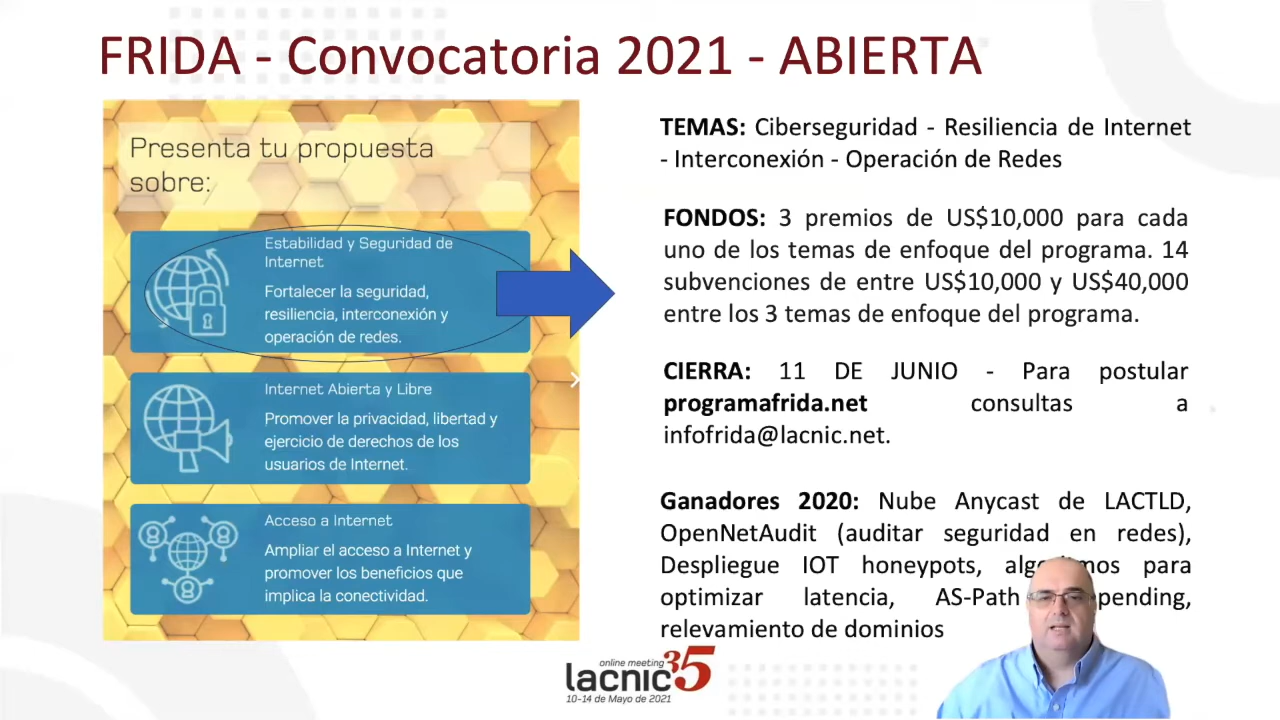 FRIDA - Convocatoria 2021 - ABIERTA
Presenta tu propuesta
sobre:
Estabilidad y Seguridad de
Internet
Fortalecer la seguridad,
resiliencia, interconexión y
operación de redes.
Internet Abierta y Libre
Promover la privacidad, libertad y
ejercicio de derechos de los
usuarios de Internet.
Acceso a Internet
Ampliar el acceso a Internet y
promover los beneficios que
implica la conectividad.
TEMAS: Ciberseguridad - Resiliencia de Internet
- Interconexión - Operación de Redes
FONDOS: 3 premios de US$10,000 para cada
uno de los temas de enfoque del programa. 14
subvenciones de entre US$10,000 y US$40,000
entre los 3 temas de enfoque del programa.
CIERRA: 11 DE JUNIO - Para postular
programafrida.net consultas a
infofrida@lacnic.net.
Ganadores 2020: Nube Anycast de LACTLD,
OpenNetAudit (auditar seguridad en redes),
Despliegue IOT honeypots, para
optimizar latencia, AS-Path
relevamiento de dominios
online meeting
lacnic35
10-14 de Mayo de 2021